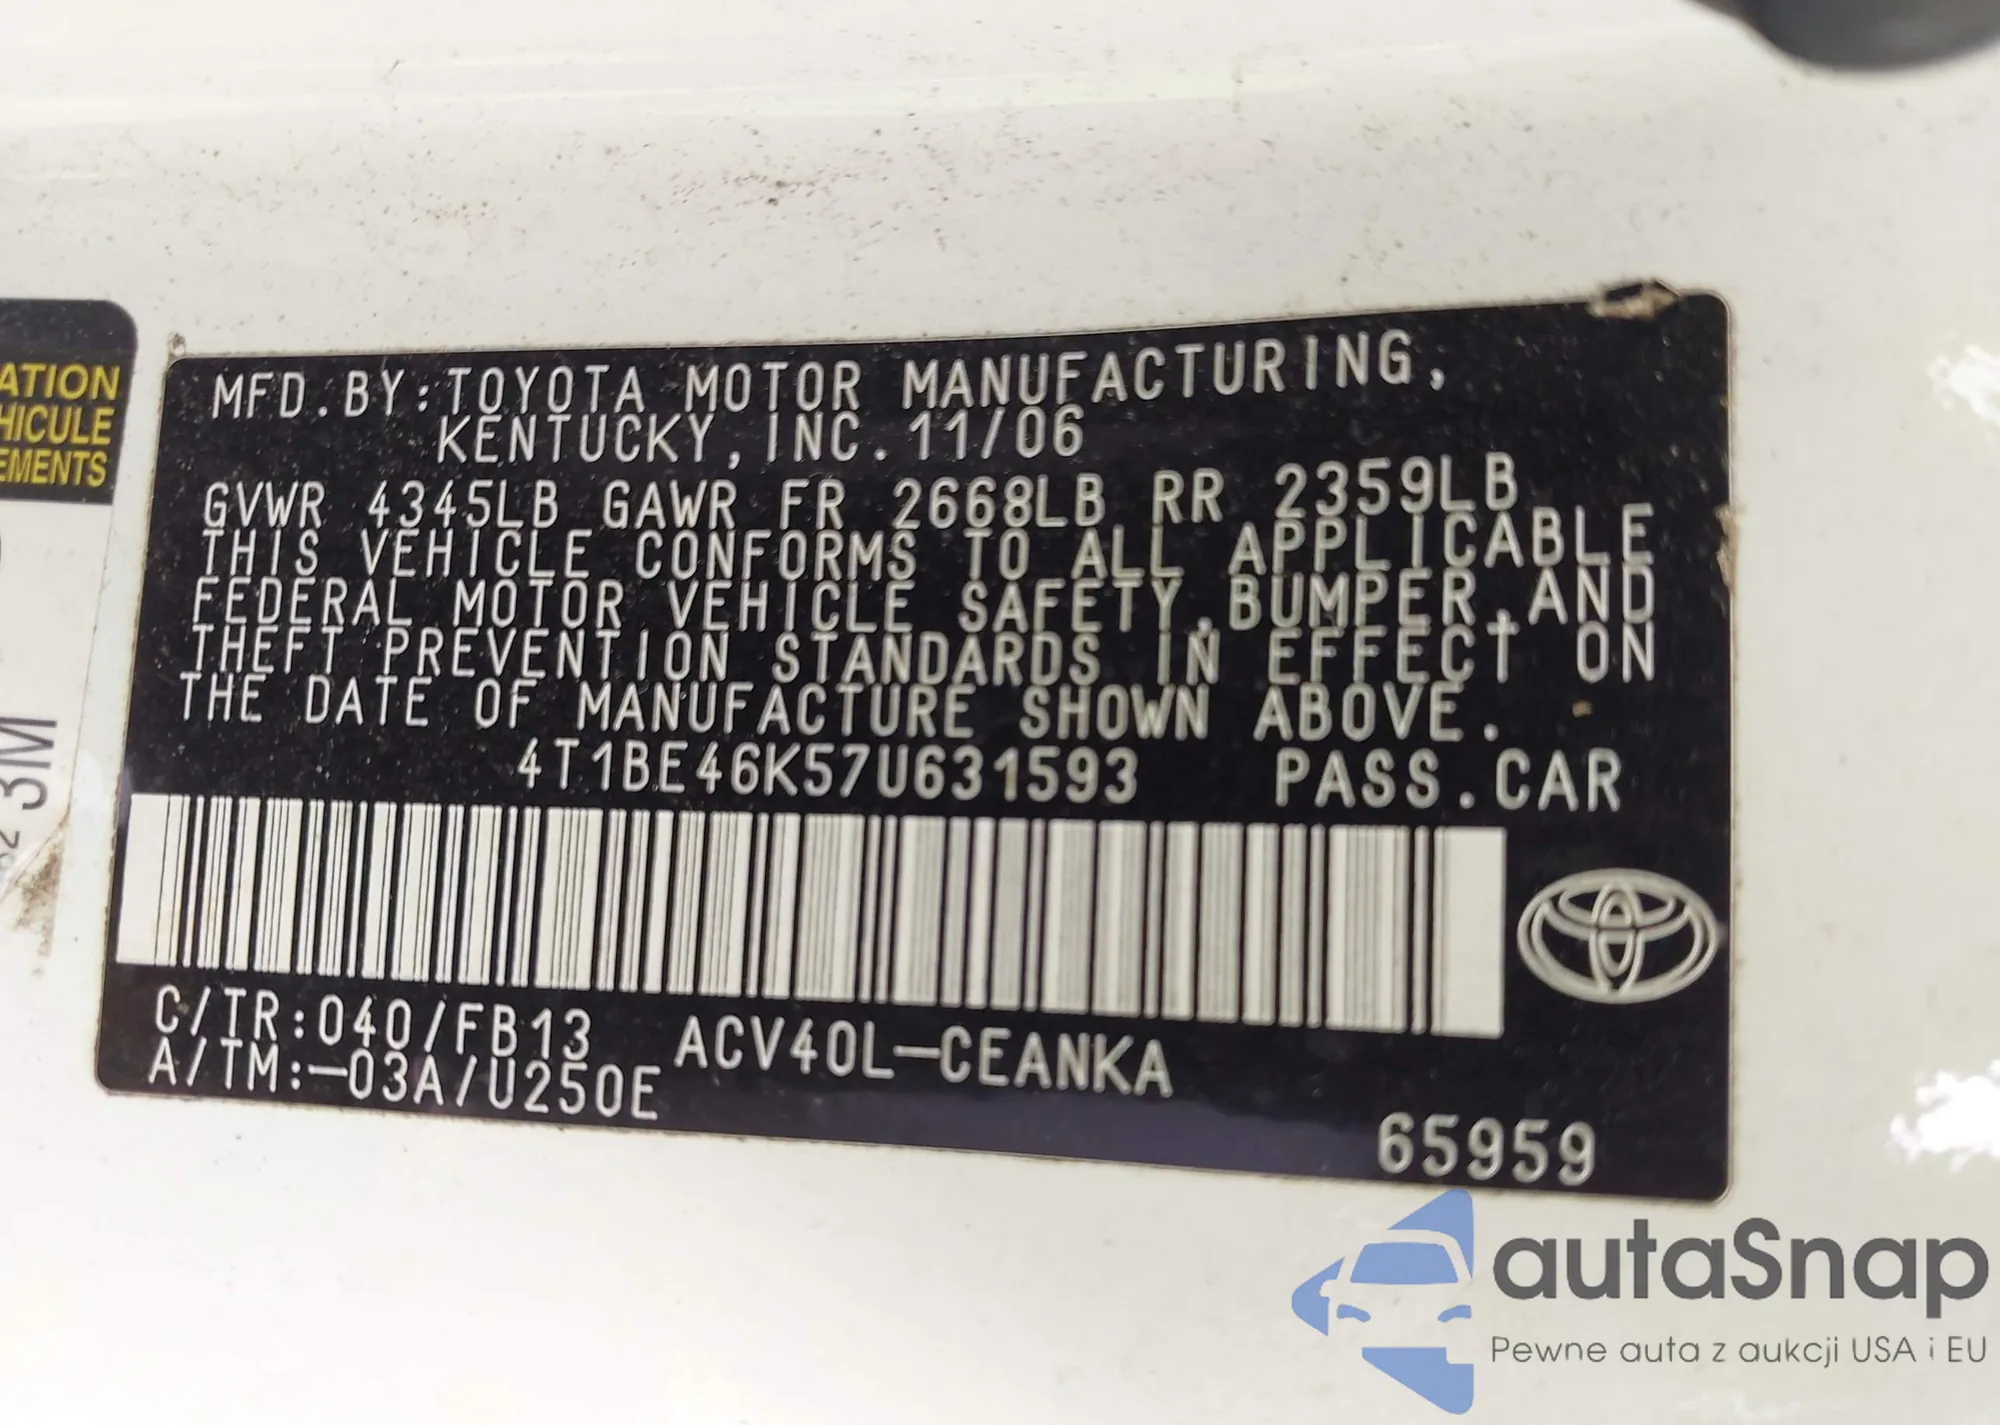 ATION
HICULE
EMENTS
3M
MFD.BY:TOYOTA MOTOR MANUFACTURING,
KENTUCKY,INC. 11/06
GVWR 4345LB GAWR FR 2668LB RR 2359LB
THIS VEHICLE CONFORMS TO ALL APPLICABLE
FEDERAL MOTOR VEHICLE SAFETY,BUMPER,AND
THEFT PREVENTION STANDARDS IN EFFECT ON
THE DATE OF MANUFACTURE SHOWN ABOVE.
4T1BE46K57U631593 PASS.CAR
C/TR:040/FB13 ACV40L-CEANKA
A/TM:-03A/U250E
65959
autaSnap
Pewne auta z aukcji USA i EU